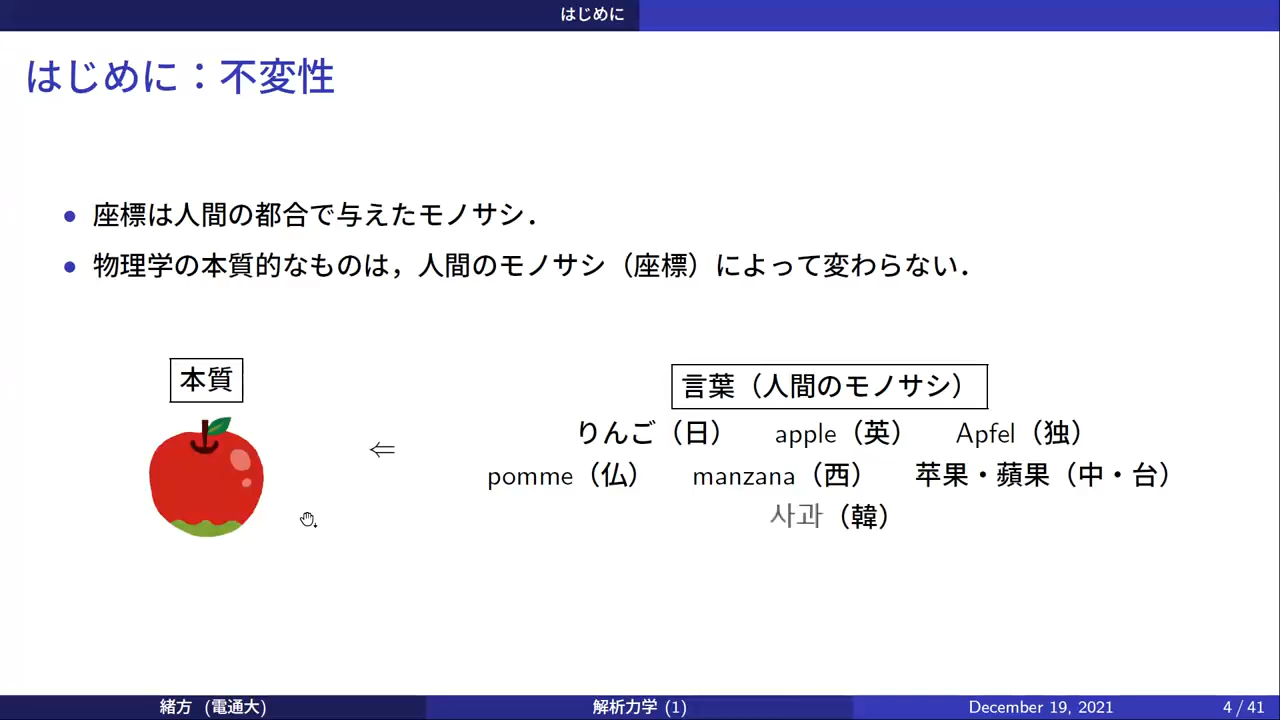 はじめに
はじめに：不変性
• 座標は人間の都合で与えたモノサシ．
• 物理学の本質的なものは，人間のモノサシ（座標）によって変わらない．
本質
⇐
言葉（人間のモノサシ）
りんご（日） apple（英） Apfel（独）
pomme（仏） manzana（西） 苹果・蘋果（中・台）
사과（韓）
緒方 (電通大) 解析力学 (1) December 19, 2021 4 / 41